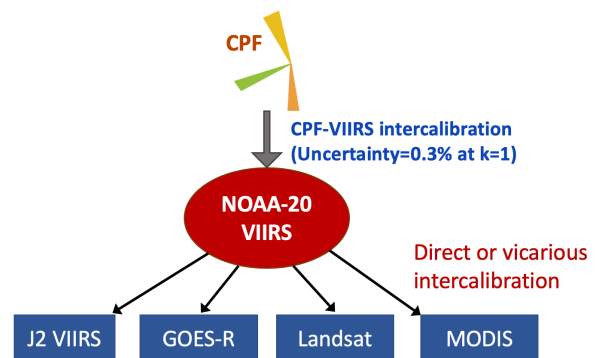 CPF
CPF-VIIRS intercalibration
(Uncertainty=0.3% at k=1)
NOAA-20
VIIRS
Direct or vicarious
intercalibration
J2 VIIRS
GOES-R
Landsat
MODIS